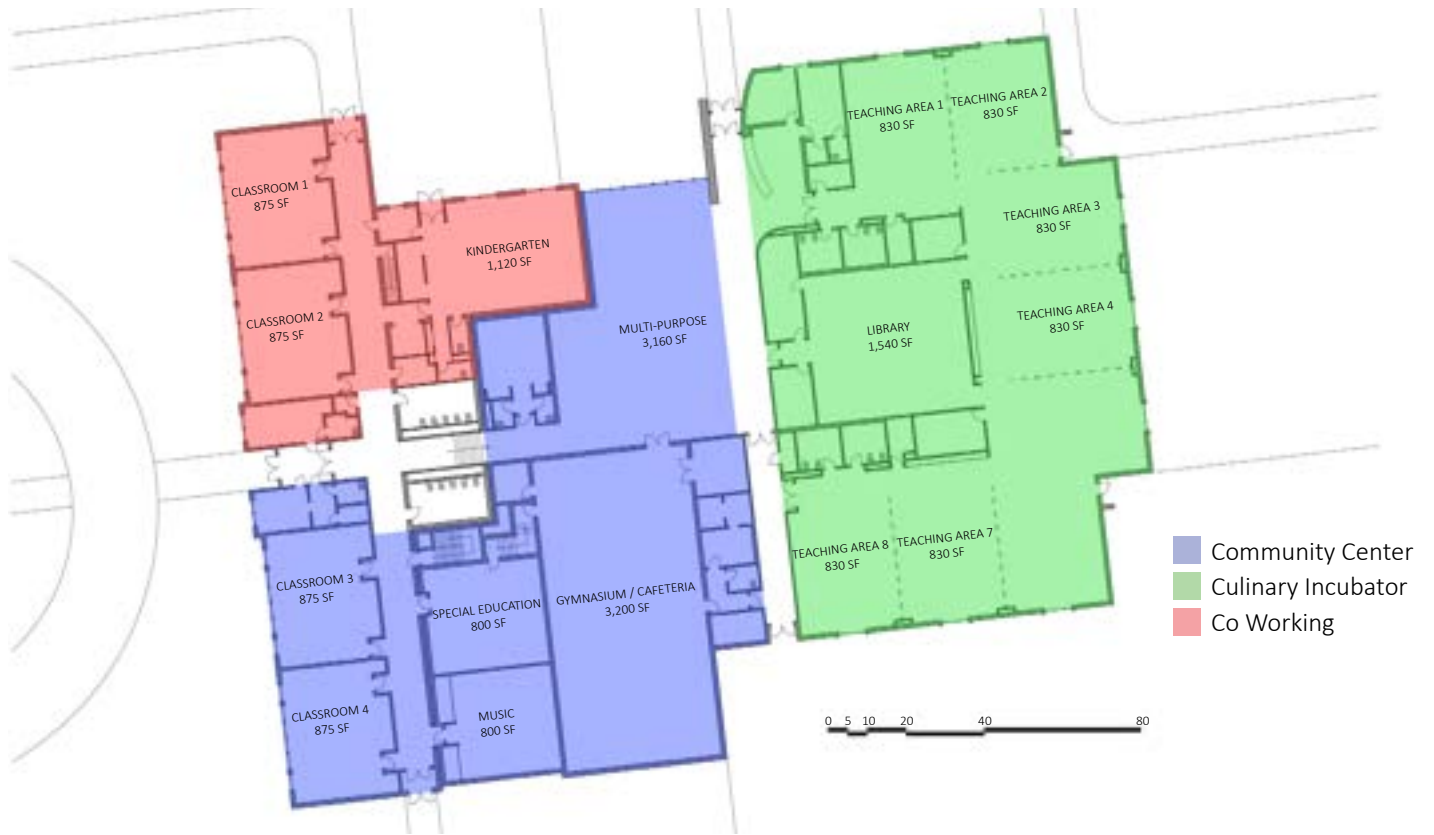 CLASSROOM 1
875 SF
CLASSROOM 2
875 SF
KINDERGARTEN
1,120 SF
MULTI-PURPOSE
3,160 SF
TEACHING AREA 1
830 SF
TEACHING AREA 2
830 SF
TEACHING AREA 3
830 SF
TEACHING AREA 4
830 SF
LIBRARY
1,540 SF
TEACHING AREA 8
830 SF
TEACHING AREA 7
830 SF
CLASSROOM 3
875 SF
CLASSROOM 4
875 SF
SPECIAL EDUCATION
800 SF
MUSIC
800 SF
GYMNASIUM / CAFETERIA
3,200 SF
Community Center
Culinary Incubator
Co Working
0 5 10 20 40 80